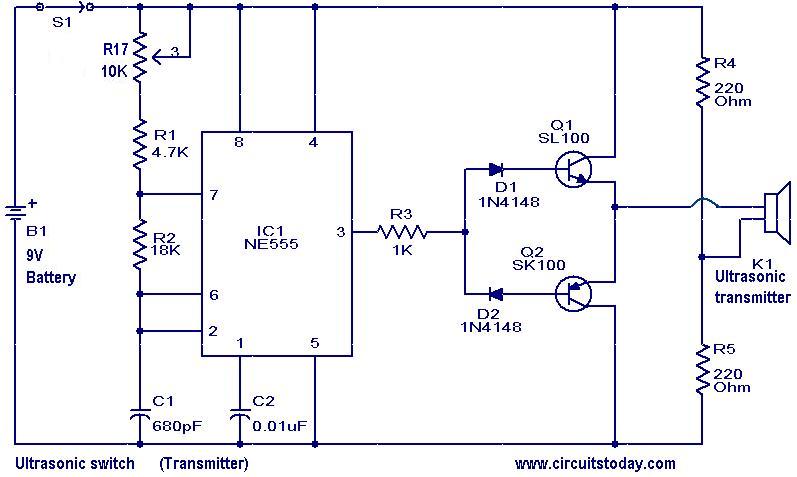 S1
R17
10K
3
R4
220
Ohm
R1
4.7K
Q1
SL100
8
4
7
D1
1N4148
B1
9V
Battery
+
R2
18K
IC1
NE555
3
R3
1K
Q2
SK100
K1
Ultrasonic
transmitter
6
2
D2
1N4148
1
5
R5
220
Ohm
C1
680pF
C2
0.01uF
Ultrasonic switch (Transmitter)
www.circuitstoday.com